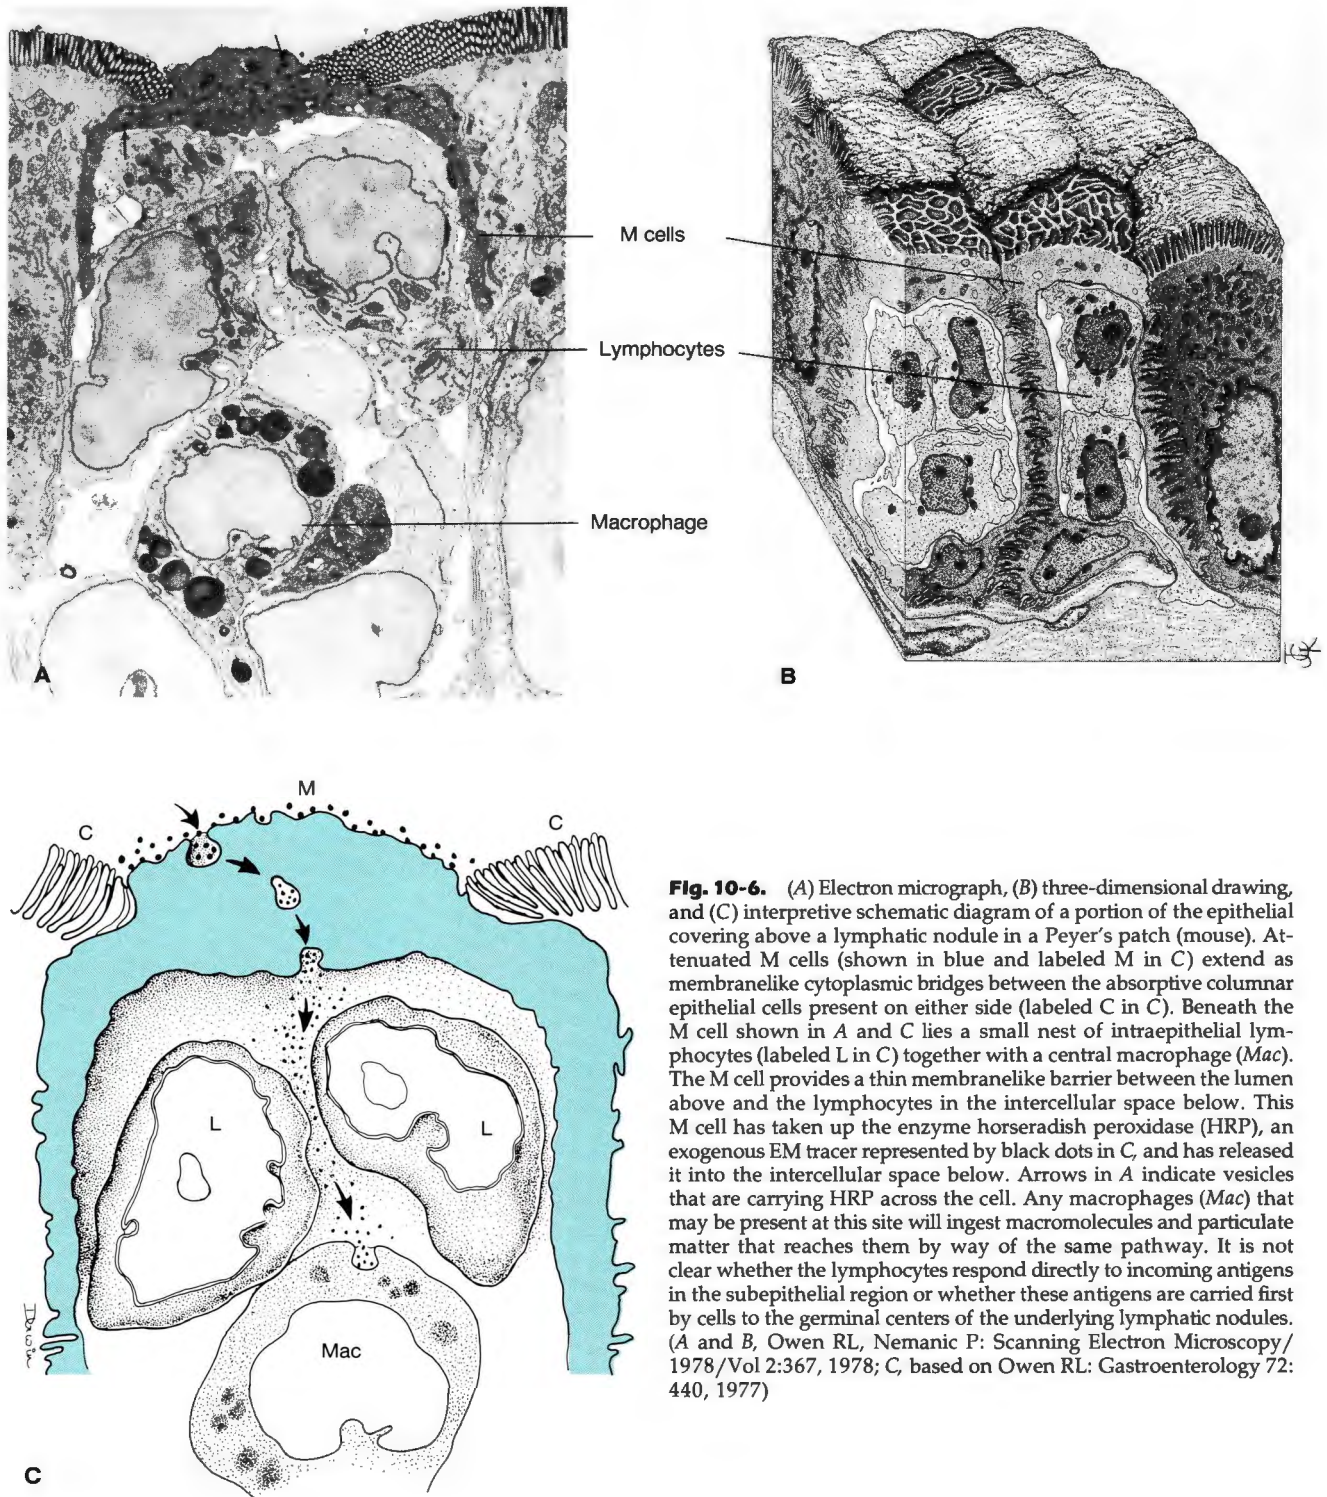 M cells
Lymphocytes
Macrophage
A
B
M
C
C
L
L
Mac
C
Fig. 10-6. (A) Electron micrograph, (B) three-dimensional drawing,
and (C) interpretive schematic diagram of a portion of the epithelial
covering above a lymphatic nodule in a Peyer's patch (mouse). At-
tenuated M cells (shown in blue and labeled M in C) extend as
membranelike cytoplasmic bridges between the absorptive columnar
epithelial cells present on either side (labeled C in C). Beneath the
M cell shown in A and C lies a small nest of intraepithelial lym-
phocytes (labeled L in C) together with a central macrophage (Mac).
The M cell provides a thin membranelike barrier between the lumen
above and the lymphocytes in the intercellular space below. This
M cell has taken up the enzyme horseradish peroxidase (HRP), an
exogenous EM tracer represented by black dots in C, and has released
it into the intercellular space below. Arrows in A indicate vesicles
that are carrying HRP across the cell. Any macrophages (Mac) that
may be present at this site will ingest macromolecules and particulate
matter that reaches them by way of the same pathway. It is not
clear whether the lymphocytes respond directly to incoming antigens
in the subepithelial region or whether these antigens are carried first
by cells to the germinal centers of the underlying lymphatic nodules.
(A and B, Owen RL, Nemanic P: Scanning Electron Microscopy/
1978/Vol 2:367, 1978; C, based on Owen RL: Gastroenterology 72:
440, 1977)